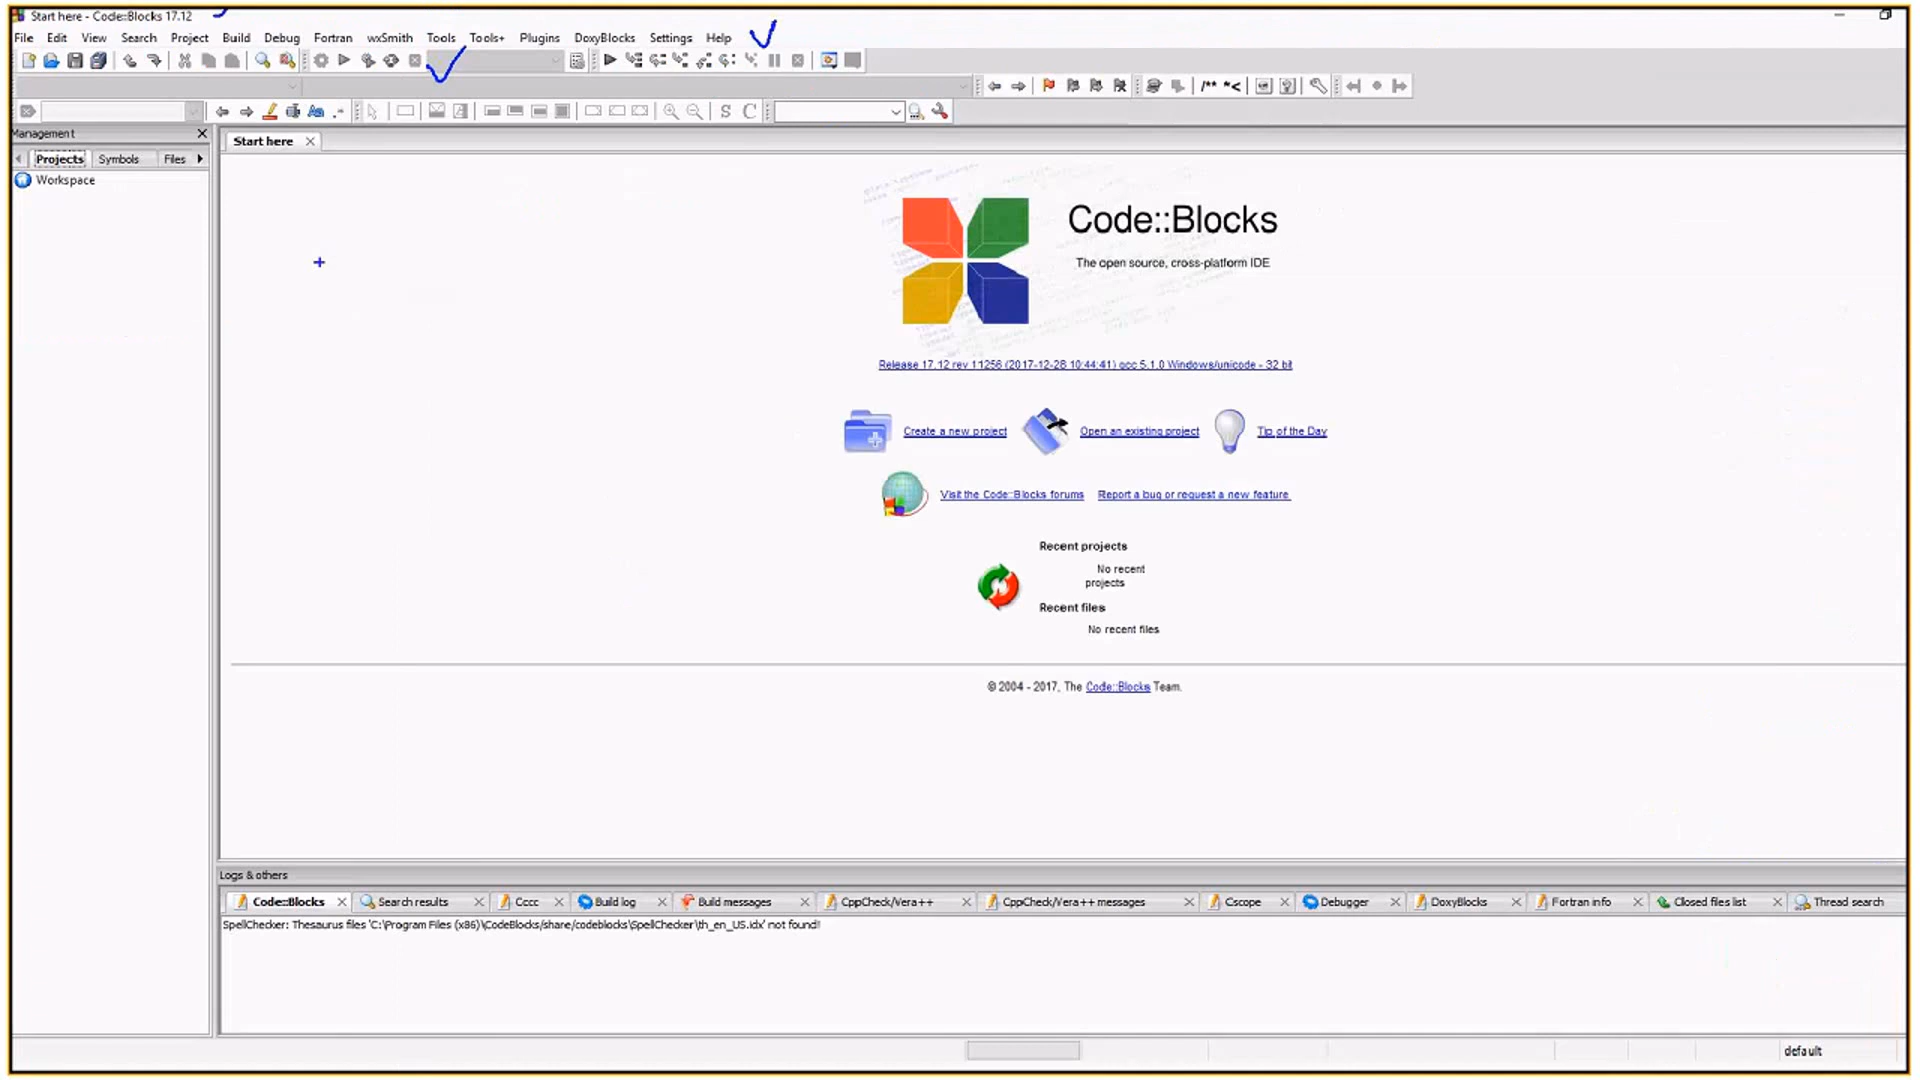 Start here - Code::Blocks 17.12
File Edit View Search Project Build Debug Fortran wxSmith Tools Tools+ Plugins DoxyBlocks Settings Help
/** *<
S C
Management
Projects Symbols Files
Workspace
Start here
Code::Blocks
The open source, cross-platform IDE
Release 17.12 rev 11256 (2017-12-28 10:44:41) gcc 5.1.0 Windows/unicode - 32 bit
Create a new project Open an existing project Tip of the Day
Visit the Code::Blocks forums Report a bug or request a new feature
Recent projects
No recent
projects
Recent files
No recent files
© 2004 - 2017, The Code::Blocks Team.
Logs & others
Code::Blocks Search results Cccc Build log Build messages CppCheck/Vera++ CppCheck/Vera++ messages Cscope Debugger DoxyBlocks Fortran info Closed files list Thread search
SpellChecker: Thesaurus files 'C:\Program Files (x86)\CodeBlocks/share/codeblocks\SpellChecker\th_en_US.idx' not found!
default